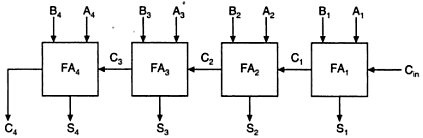 B₄ A₄ B₃ A₃ B₂ A₂ B₁ A₁
FA₄ C₃ FA₃ C₂ FA₂ C₁ FA₁ Cᵢₙ
C₄ S₄ S₃ S₂ S₁